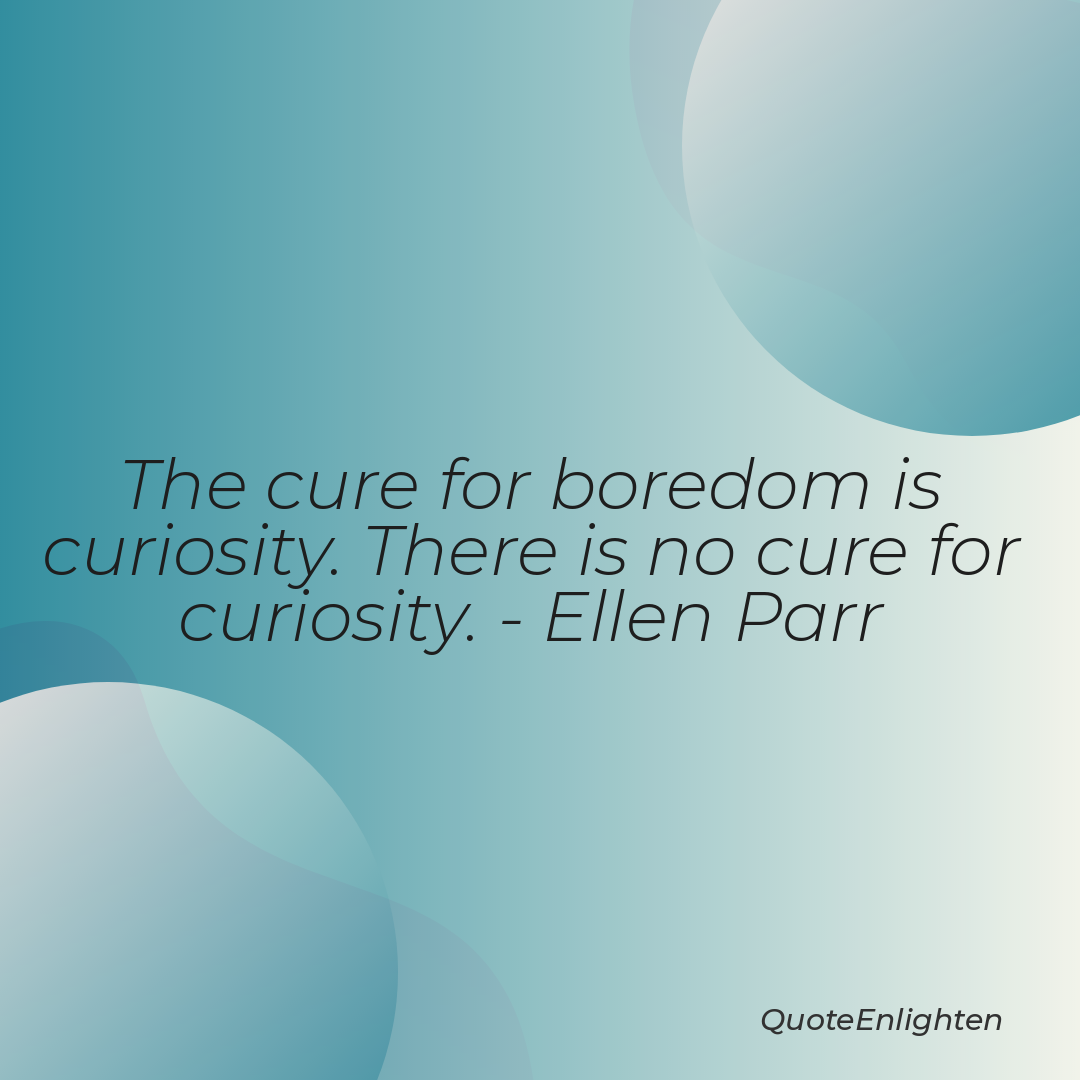 The cure for boredom is
curiosity. There is no cure for
curiosity. - Ellen Parr
QuoteEnlighten